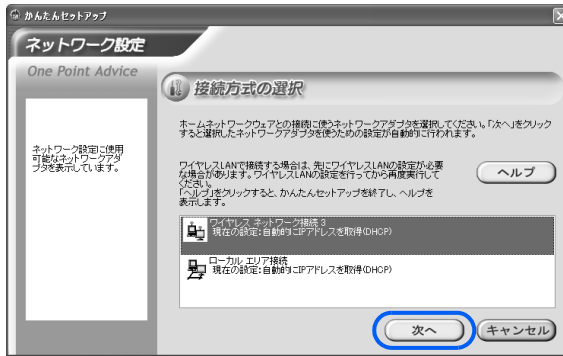 かんたんセットアップ
ネットワーク設定
One Point Advice
接続方式の選択
ネットワーク設定に使用
可能なネットワークアダ
プタを表示しています。
ホームネットワークウェアとの接続に使うネットワークアダプタを選択してください。「次へ」をクリック
すると選択したネットワークアダプタを使うための設定が自動的に行われます。
ワイヤレスLANで接続する場合は、先にワイヤレスLANの設定が必要
な場合があります。ワイヤレスLANの設定を行ってから再度実行して
ください。
「ヘルプ」をクリックすると、かんたんセットアップを終了し、ヘルプを
表示します。
ヘルプ
ワイヤレス ネットワーク接続 3
現在の設定:自動的にIPアドレスを取得(DHCP)
ローカル エリア接続
現在の設定:自動的にIPアドレスを取得(DHCP)
次へ
キャンセル